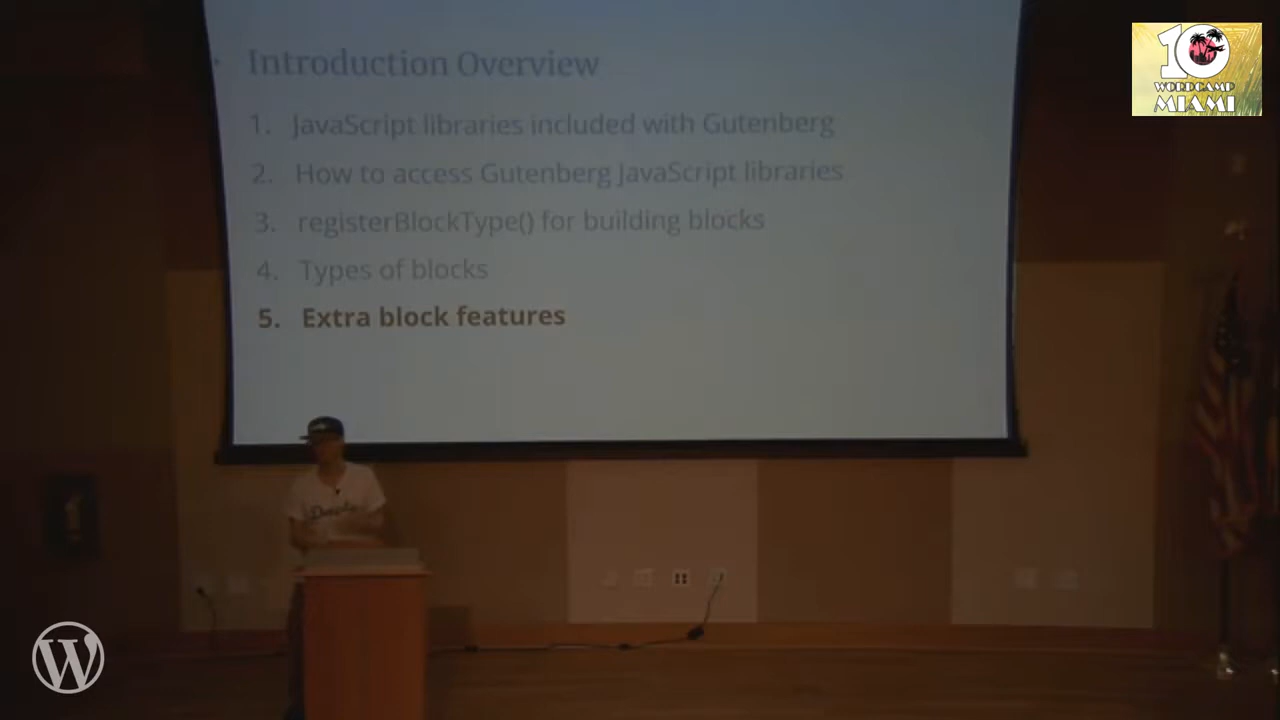 Introduction Overview
1. JavaScript libraries included with Gutenberg
2. How to access Gutenberg JavaScript libraries
3. registerBlockType() for building blocks
4. Types of blocks
5. Extra block features
10
WORDCAMP
MIAMI
W